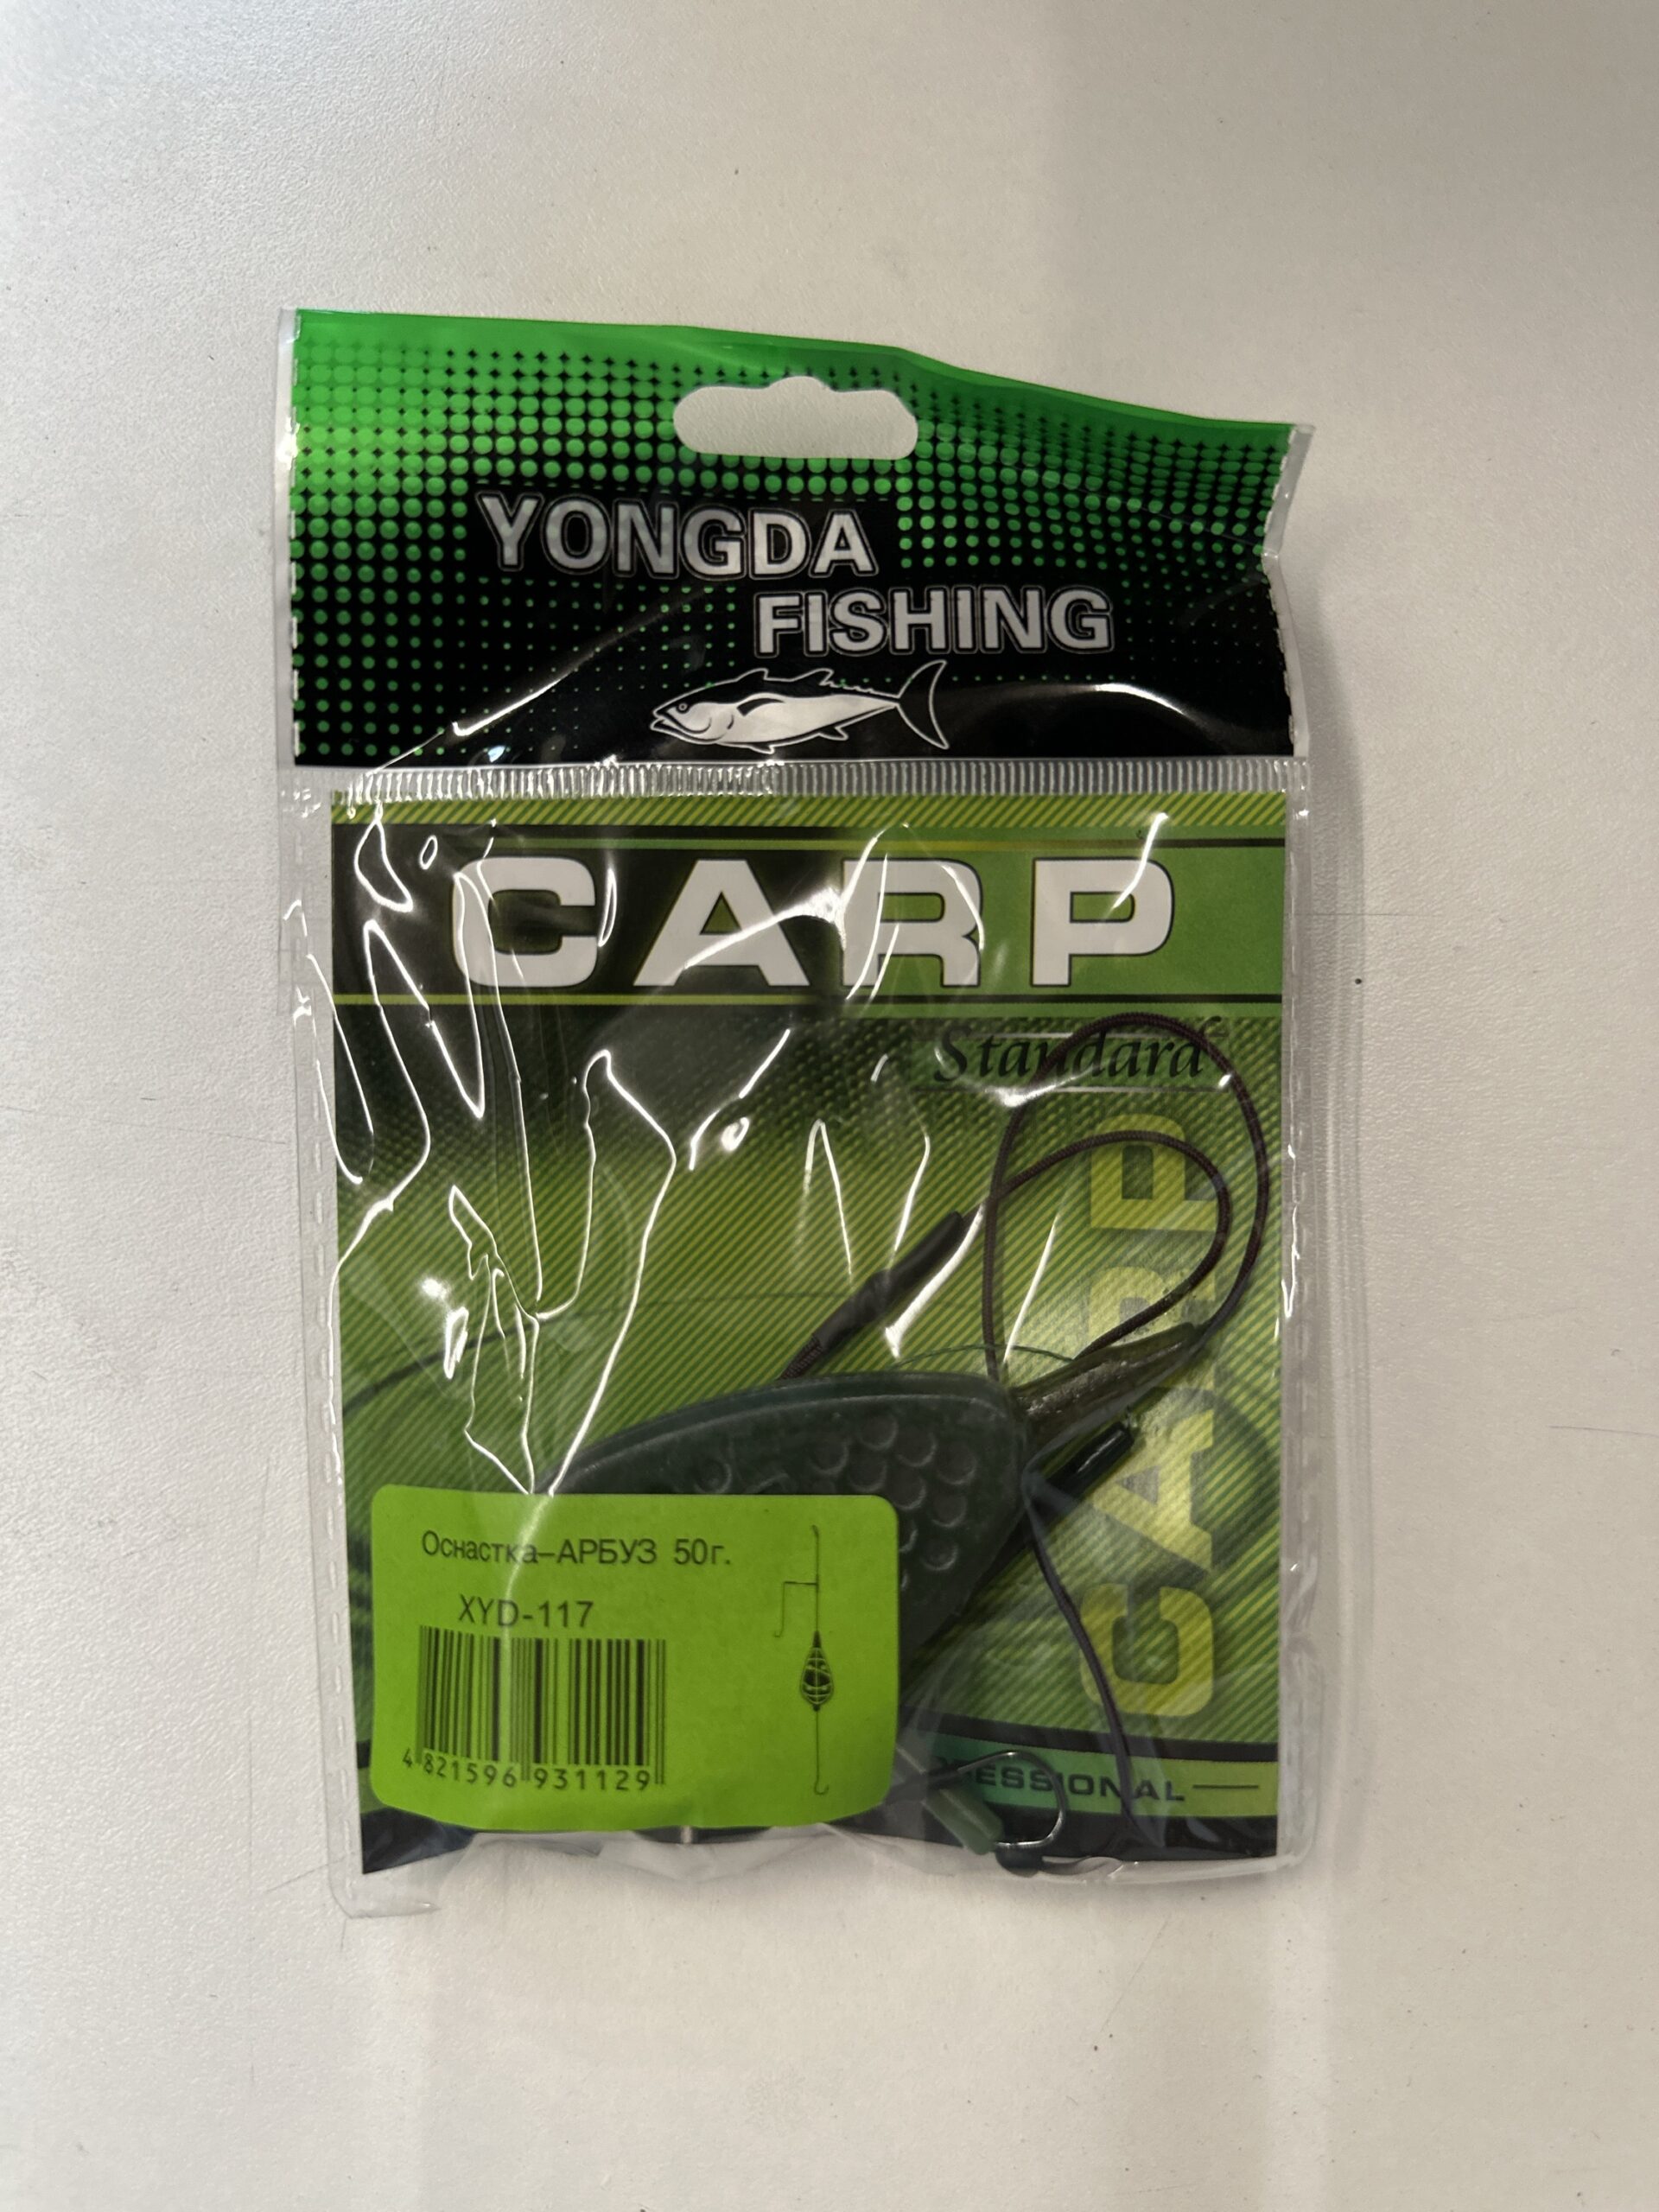 YONGDA
FISHING
CARP
Standard
CARP
Оснастка-АРБУЗ 50г.
XYD-117
4 821596 931129